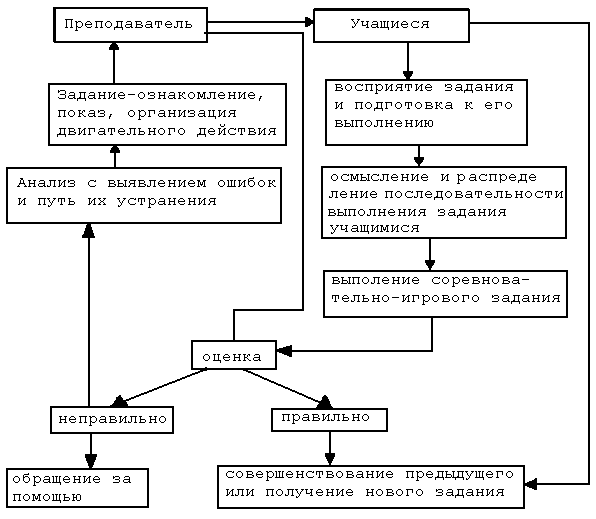 Преподаватель
Учащиеся
Задание-ознакомление,
показ, организация
двигательного действия
восприятие задания
и подготовка к его
выполнению
Анализ с выявлением ошибок
и путь их устранения
осмысление и распреде
ление последовательности
выполнения задания
учащимися
выполение соревнова-
тельно-игрового задания
оценка
неправильно
правильно
обращение за
помощью
совершенствование предыдущего
или получение нового задания